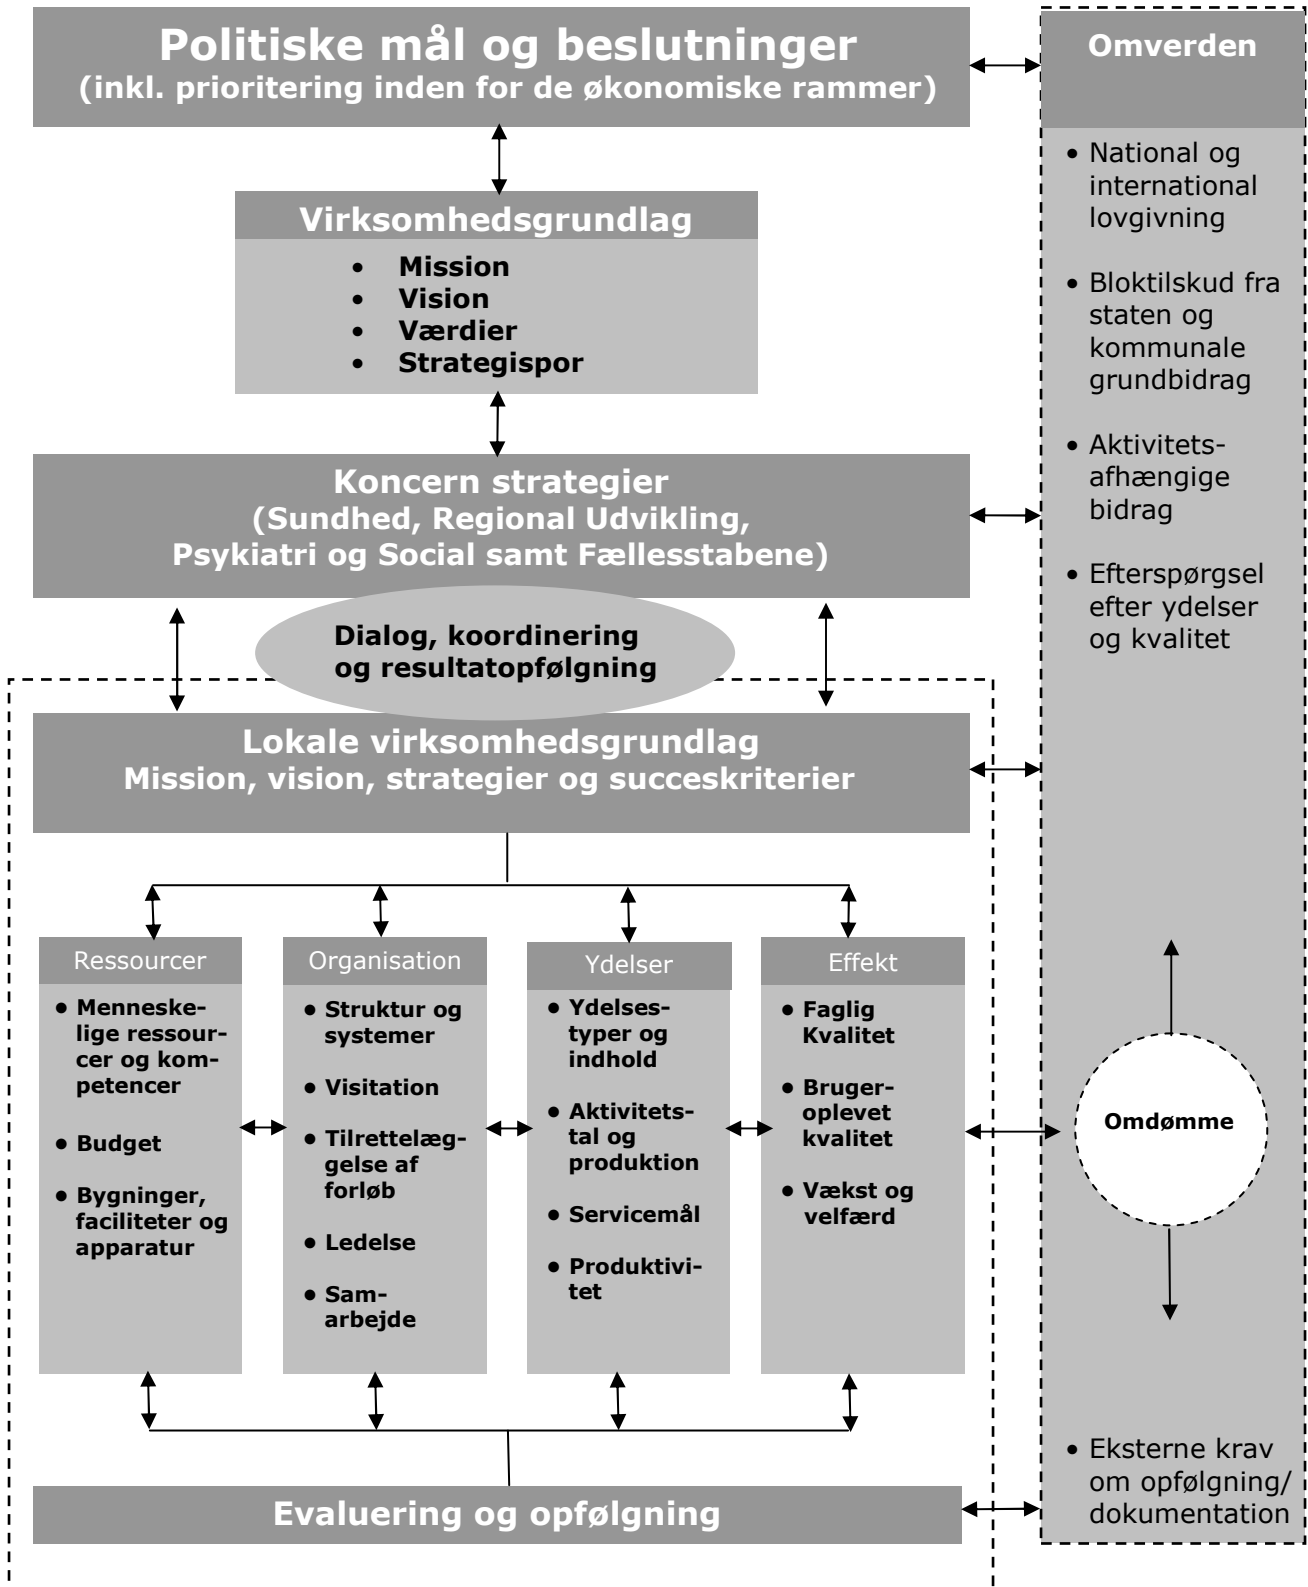 Politiske mål og beslutninger
(inkl. prioritering inden for de økonomiske rammer)
Virksomhedsgrundlag
• Mission
• Vision
• Værdier
• Strategispor
Koncern strategier
(Sundhed, Regional Udvikling,
Psykiatri og Social samt Fællesstabene)
Dialog, koordinering
og resultatopfølgning
Lokale virksomhedsgrundlag
Mission, vision, strategier og succeskriterier
Ressourcer
• Menneske-
lige ressour-
cer og kom-
petencer
• Budget
• Bygninger,
faciliteter og
apparatur
Organisation
• Struktur og
systemer
• Visitation
• Tilrettelæg-
gelse af
forløb
• Ledelse
• Sam-
arbejde
Ydelser
• Ydelses-
typer og
indhold
• Aktivitets-
tal og
produktion
• Servicemål
• Produktivi-
tet
Effekt
• Faglig
Kvalitet
• Bruger-
oplevet
kvalitet
• Vækst og
velfærd
Evaluering og opfølgning
Omverden
• National og
international
lovgivning
• Bloktilskud fra
staten og
kommunale
grundbidrag
• Aktivitets-
afhængige
bidrag
• Efterspørgsel
efter ydelser
og kvalitet
Omdømme
• Eksterne krav
om opfølgning/
dokumentation